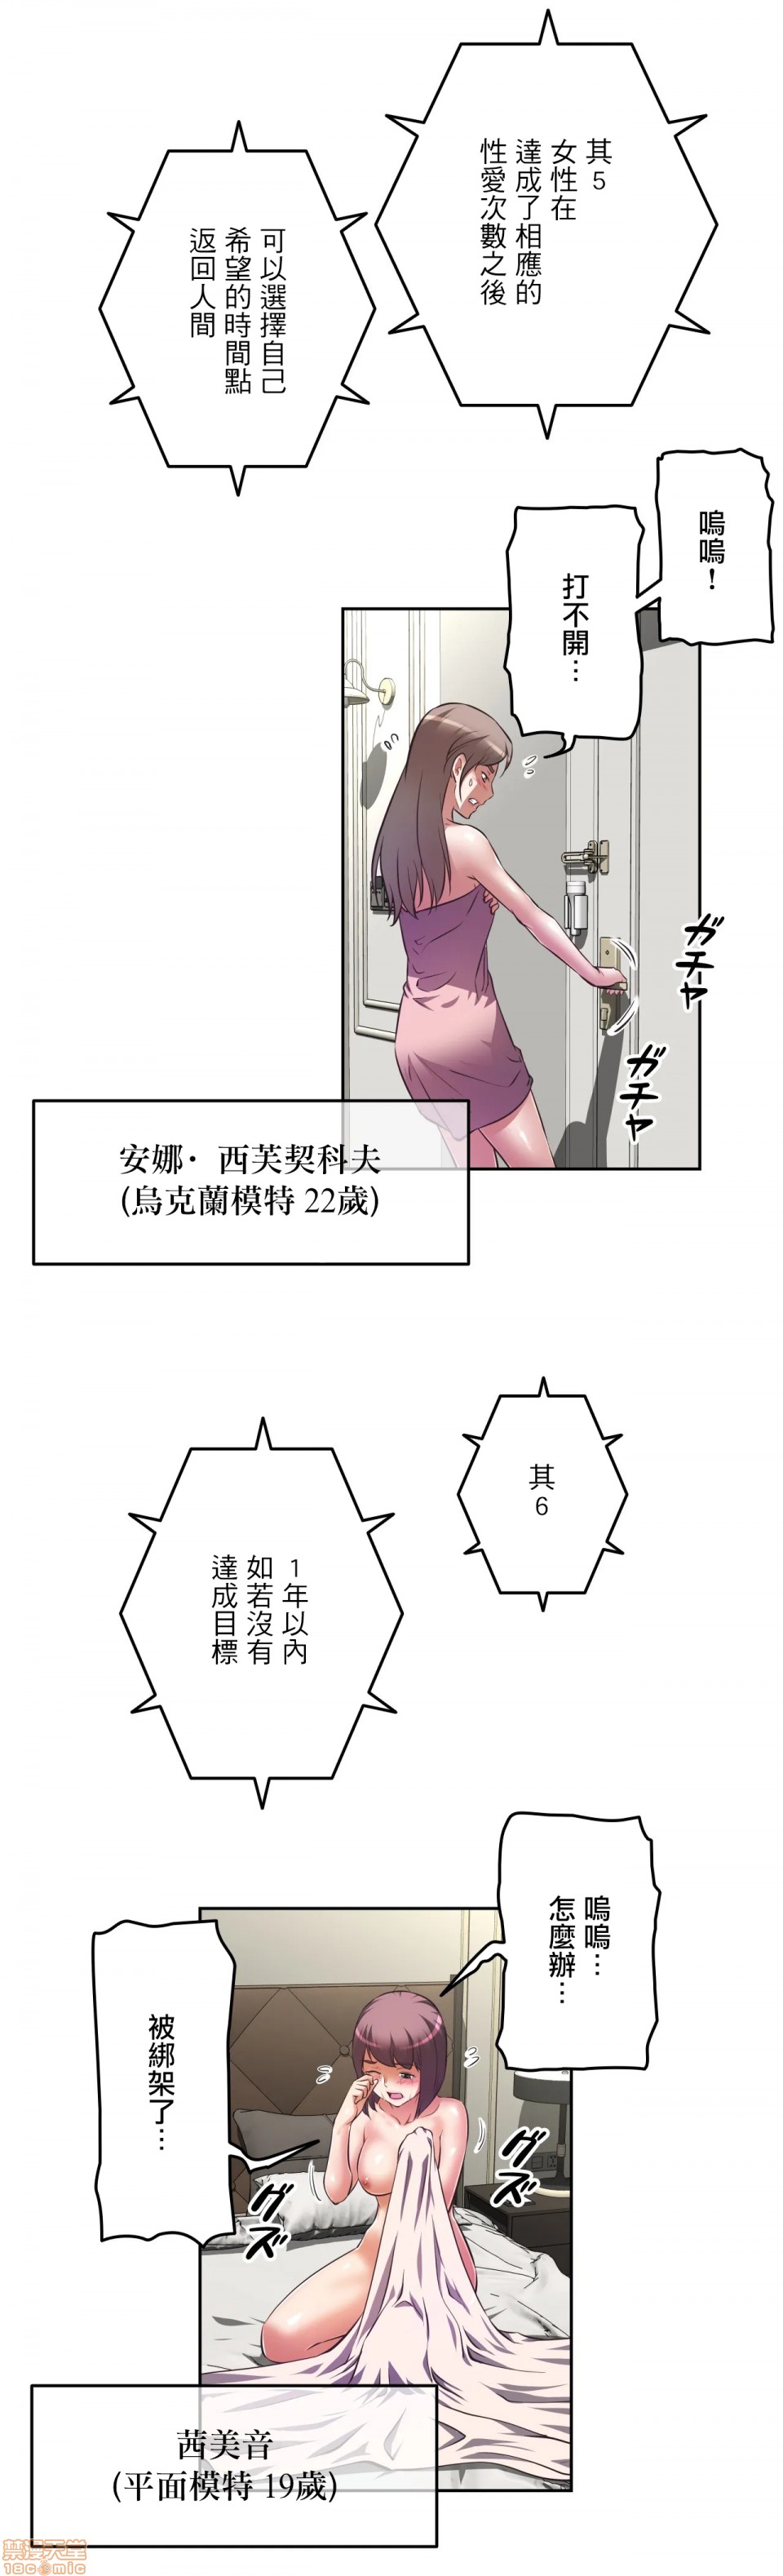 其5
女性在
達成了相應的
性愛次數之後
可以選擇自己
希望的時間點
返回人間
嗚嗚!
打不開…
ガチャ
ガチャ
安娜·西芙契科夫
(烏克蘭模特 22歲)
其6
1年以內
如若沒有
達成目標
嗚嗚…
怎麼辦…
被綁架了…
グズ
グズ
茜美音
(平面模特 19歲)
禁漫天堂
18comic